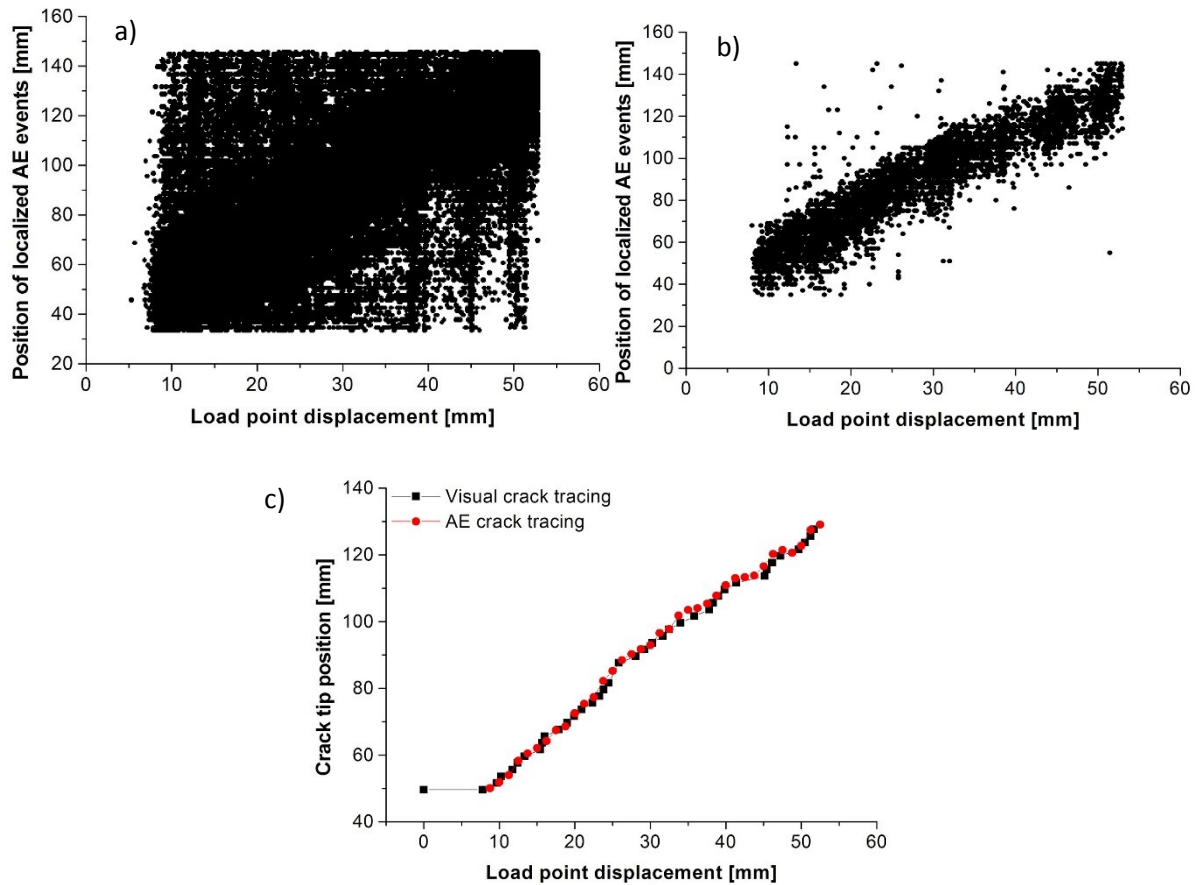 a)
Position of localized AE events [mm]
160
140
120
100
80
60
40
20
0 10 20 30 40 50 60
Load point displacement [mm]
b)
Position of localized AE events [mm]
160
140
120
100
80
60
40
20
0
0 10 20 30 40 50 60
Load point displacement [mm]
c)
Visual crack tracing
AE crack tracing
Crack tip position [mm]
140
120
100
80
60
40
0 10 20 30 40 50 60
Load point displacement [mm]